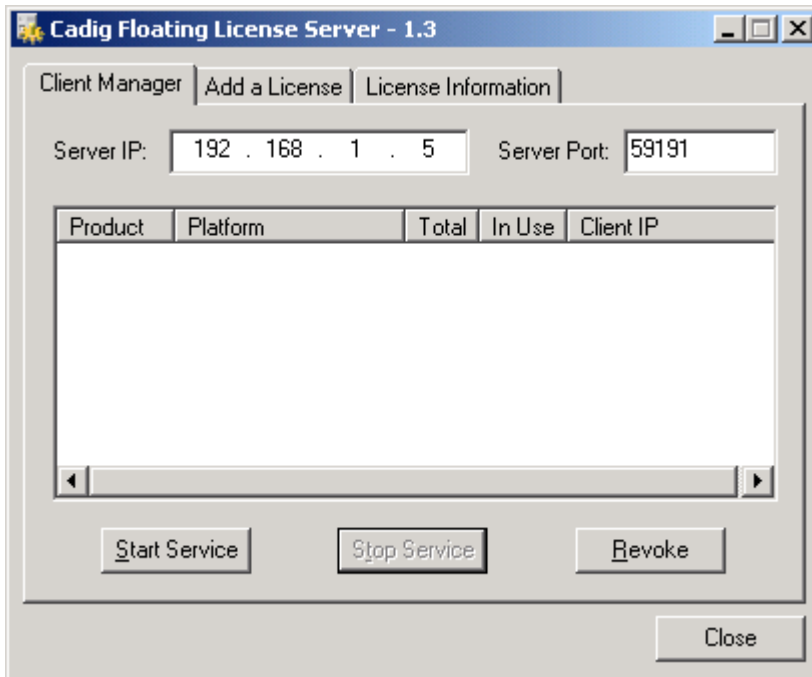 Cadig Floating License Server - 1.3
Client Manager Add a License License Information
Server IP: 192 . 168 . 1 . 5 Server Port: 59191
Product Platform Total In Use Client IP
Start Service Stop Service Revoke
Close